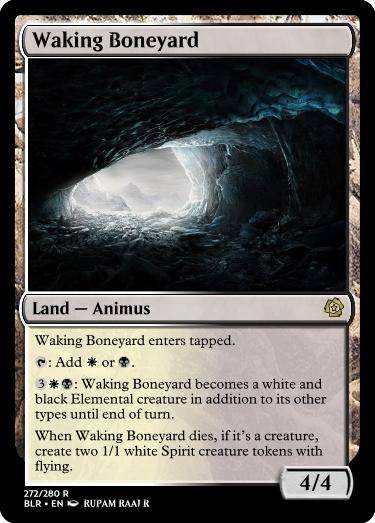 Waking Boneyard
Land — Animus
Waking Boneyard enters tapped.
: Add or .
3 : Waking Boneyard becomes a white and
black Elemental creature in addition to its other
types until end of turn.
When Waking Boneyard dies, if it's a creature,
create two 1/1 white Spirit creature tokens with
flying.
4/4
272/280 R
BLR • EN RUPAM RAAJ R